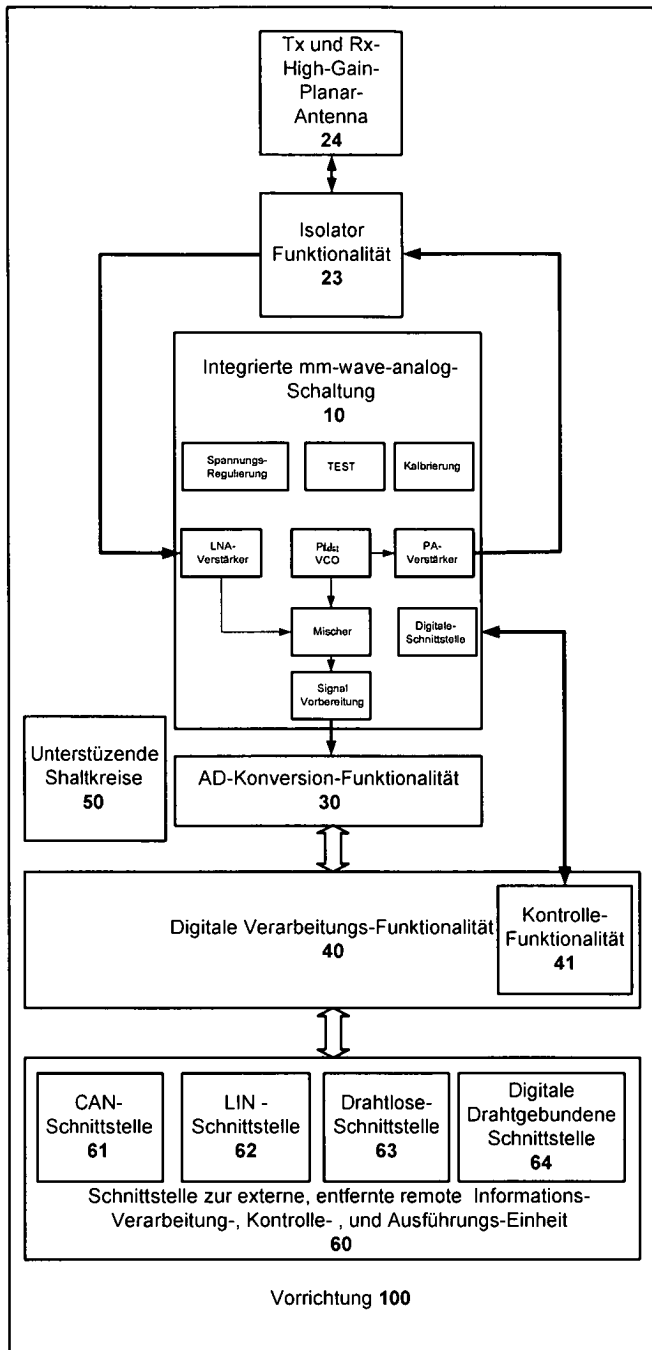 Tx und Rx-
High-Gain-
Planar-
Antenna
24
Isolator
Funktionalität
23
Integrierte mm-wave-analog-
Schaltung
10
Spannungs-
Regulierung
TEST
Kalbrierung
LNA-
Verstärker
VCO
PA-
Verstärker
Mischer
Digitale-
Schnittstelle
Signal
Vorbereitung
Unterstüzende
Shaltkreise
50
AD-Konversion-Funktionalität
30
Digitale Verarbeitungs-Funktionalität
40
Kontrolle-
Funktionalität
41
CAN-
Schnittstelle
61
LIN -
Schnittstelle
62
Drahtlose-
Schnittstelle
63
Digitale
Drahtgebundene
Schnittstelle
64
Schnittstelle zur externe, entfernte remote Informations-
Verarbeitung-, Kontrolle- , und Ausführungs-Einheit
60
Vorrichtung 100